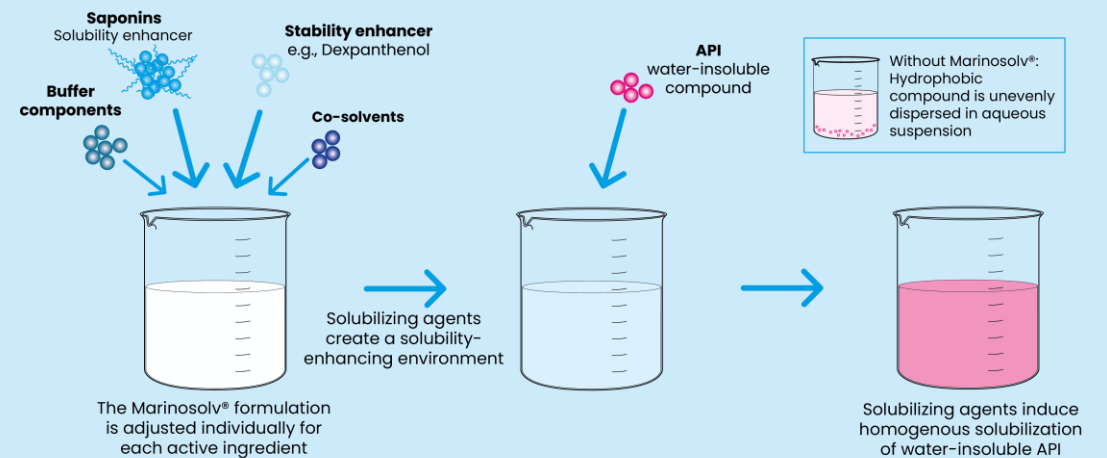 Saponins
Solubility enhancer
Stability enhancer
e.g., Dexpanthenol
Buffer
components
Co-solvents
API
water-insoluble
compound
Without Marinosolv®:
Hydrophobic
compound is unevenly
dispersed in aqueous
suspension
Solubilizing agents
create a solubility-
enhancing environment
The Marinosolv® formulation
is adjusted individually for
each active ingredient
Solubilizing agents induce
homogenous solubilization
of water-insoluble API